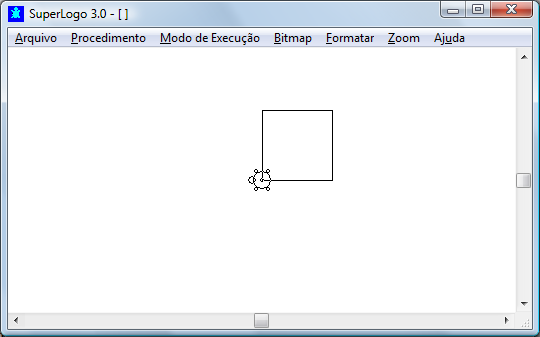 SuperLogo 3.0 - [ ]
Arquivo Procedimento Modo de Execução Bitmap Formatar Zoom Ajuda